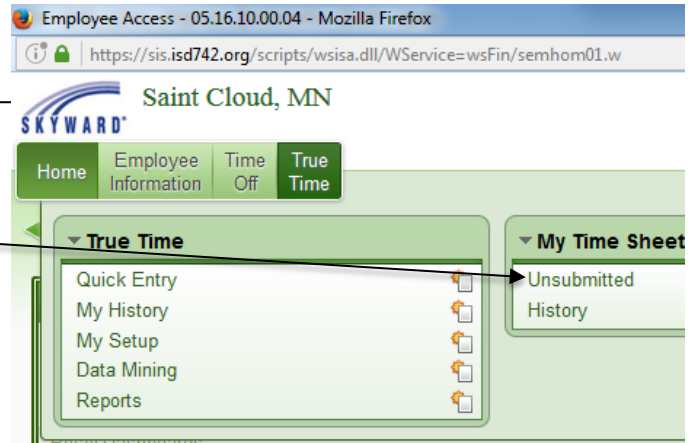 Employee Access - 05.16.10.00.04 - Mozilla Firefox
https://sis.isd742.org/scripts/wsisa.dll/WService=wsFin/semhom01.w
SKYWARD
Saint Cloud, MN
Home
Employee Information
Time Off
True Time
True Time
Quick Entry
My History
My Setup
Data Mining
Reports
My Time Sheet
Unsubmitted
History